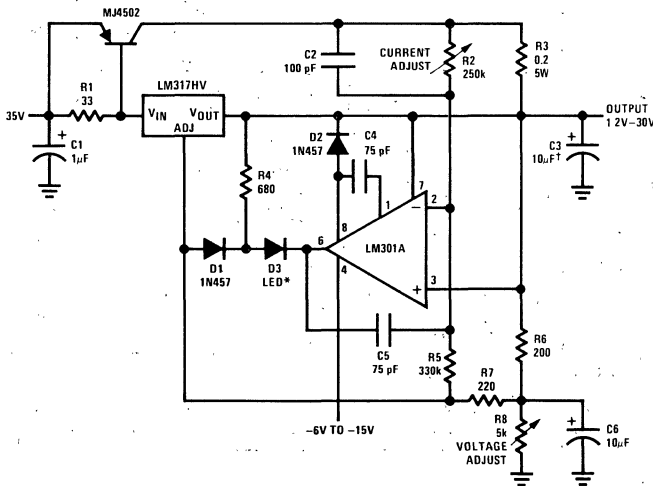 MJ4502
C2
100 pF
CURRENT
ADJUST
R2
250k
R3
0.2
5W
R1
33
LM317HV
35V
VIN
VOUT
ADJ
OUTPUT
1 2V–30V
C1
1μF
D2
1N457
C4
75 pF
C3
10μF†
R4
680
7
1
8
2
6
LM301A
4
3
D1
1N457
D3
LED*
C5
75 pF
R5
330k
R6
200
R7
220
R8
5k
VOLTAGE
ADJUST
C6
10μF
–6V TO –15V